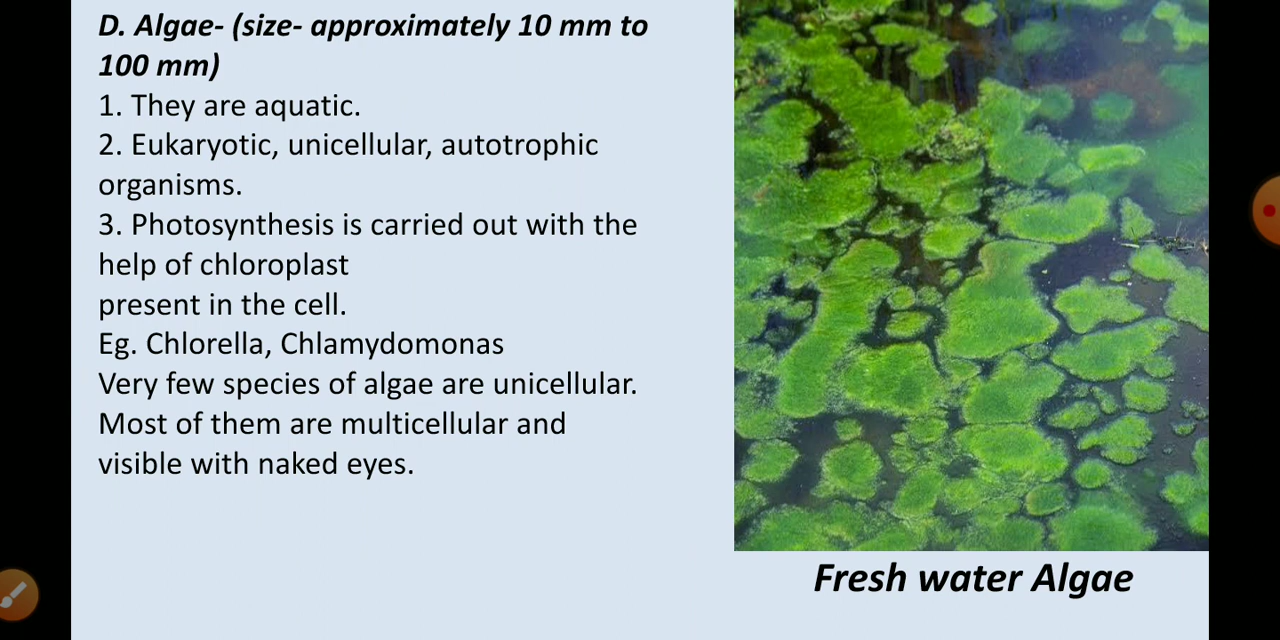 D. Algae- (size- approximately 10 mm to
100 mm)
1. They are aquatic.
2. Eukaryotic, unicellular, autotrophic
organisms.
3. Photosynthesis is carried out with the
help of chloroplast
present in the cell.
Eg. Chlorella, Chlamydomonas
Very few species of algae are unicellular.
Most of them are multicellular and
visible with naked eyes.
Fresh water Algae